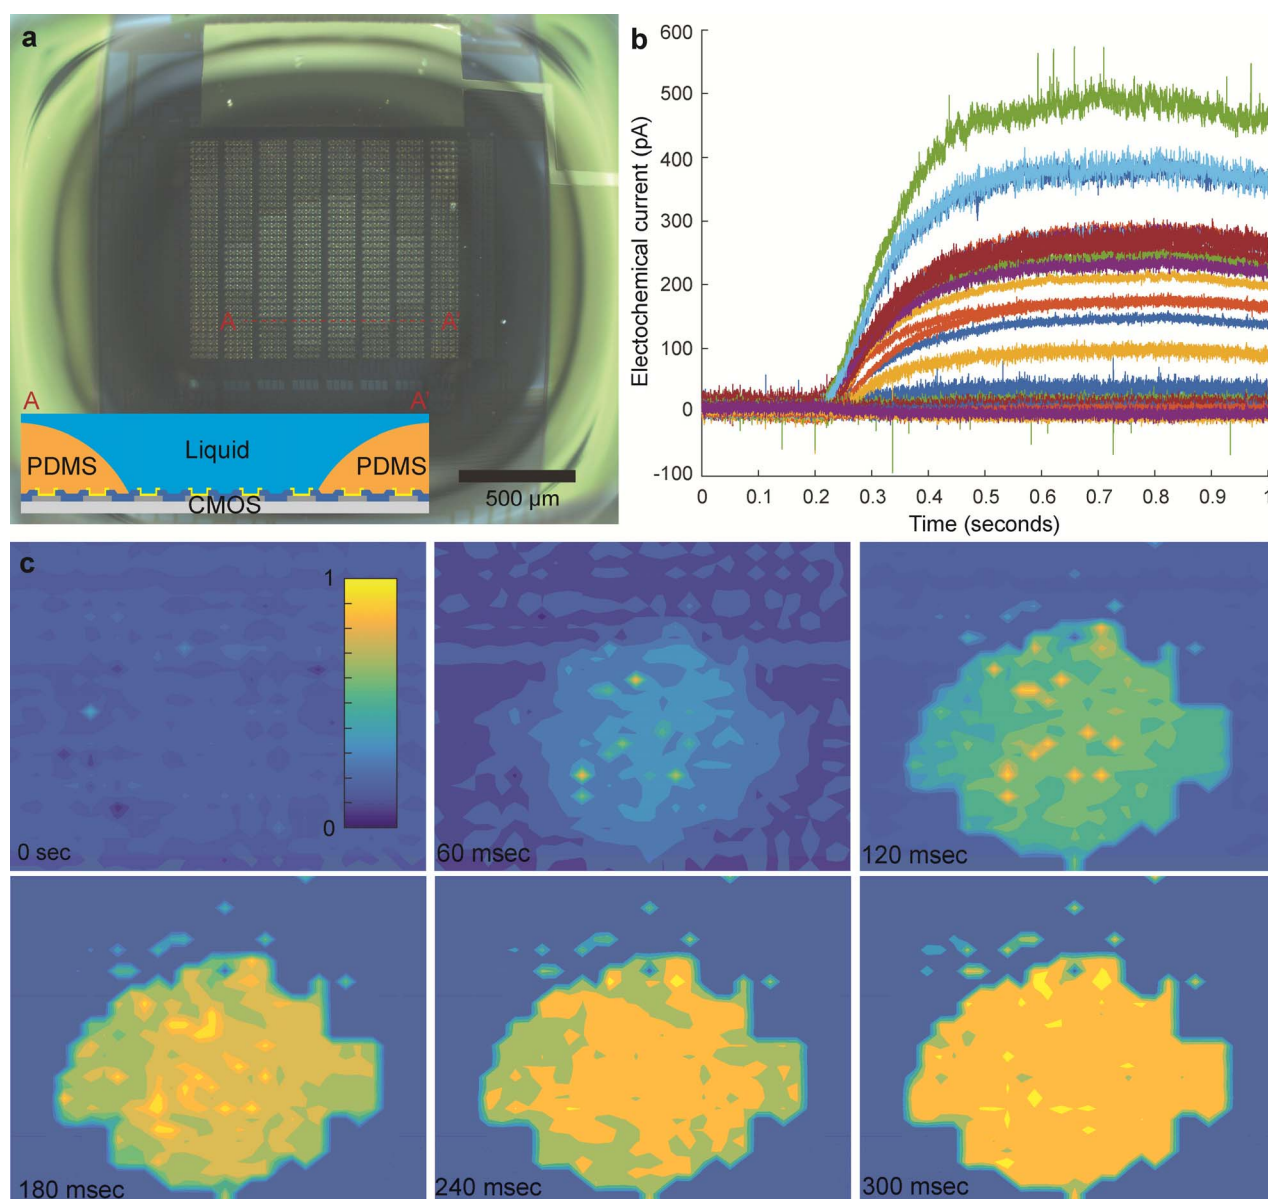 a
A
A'
A
A'
PDMS
Liquid
PDMS
CMOS
500 µm
b
Electochemical current (pA)
600
500
400
300
200
100
0
-100
0 0.1 0.2 0.3 0.4 0.5 0.6 0.7 0.8 0.9 1
Time (seconds)
c
1
0
0 sec
60 msec
120 msec
180 msec
240 msec
300 msec